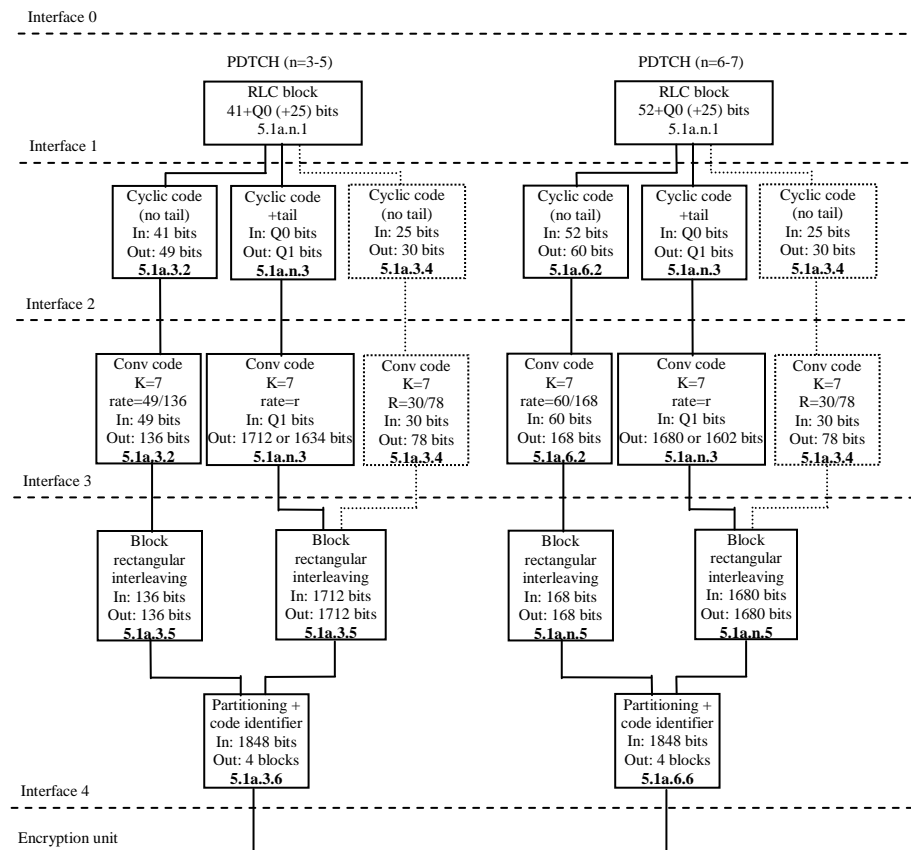 Interface 0
PDTCH (n=3-5)
RLC block
41+Q0 (+25) bits
5.1a.n.1
PDTCH (n=6-7)
RLC block
52+Q0 (+25) bits
5.1a.n.1
Interface 1
Cyclic code
(no tail)
In: 41 bits
Out: 49 bits
5.1a.3.2
Cyclic code
+tail
In: Q0 bits
Out: Q1 bits
5.1a.n.3
Cyclic code
(no tail)
In: 25 bits
Out: 30 bits
5.1a.3.4
Cyclic code
(no tail)
In: 52 bits
Out: 60 bits
5.1a.6.2
Cyclic code
+tail
In: Q0 bits
Out: Q1 bits
5.1a.n.3
Cyclic code
(no tail)
In: 25 bits
Out: 30 bits
5.1a.3.4
Interface 2
Conv code
K=7
rate=49/136
In: 49 bits
Out: 136 bits
5.1a.3.2
Conv code
K=7
rate=r
In: Q1 bits
Out: 1712 or 1634 bits
5.1a.n.3
Conv code
K=7
R=30/78
In: 30 bits
Out: 78 bits
5.1a.3.4
Conv code
K=7
rate=60/168
In: 60 bits
Out: 168 bits
5.1a.6.2
Conv code
K=7
rate=r
In: Q1 bits
Out: 1680 or 1602 bits
5.1a.n.3
Conv code
K=7
R=30/78
In: 30 bits
Out: 78 bits
5.1a.3.4
Interface 3
Block
rectangular
interleaving
In: 136 bits
Out: 136 bits
5.1a.3.5
Block
rectangular
interleaving
In: 1712 bits
Out: 1712 bits
5.1a.3.5
Block
rectangular
interleaving
In: 168 bits
Out: 168 bits
5.1a.n.5
Block
rectangular
interleaving
In: 1680 bits
Out: 1680 bits
5.1a.n.5
Partitioning +
code identifier
In: 1848 bits
Out: 4 blocks
5.1a.3.6
Partitioning +
code identifier
In: 1848 bits
Out: 4 blocks
5.1a.6.6
Interface 4
Encryption unit